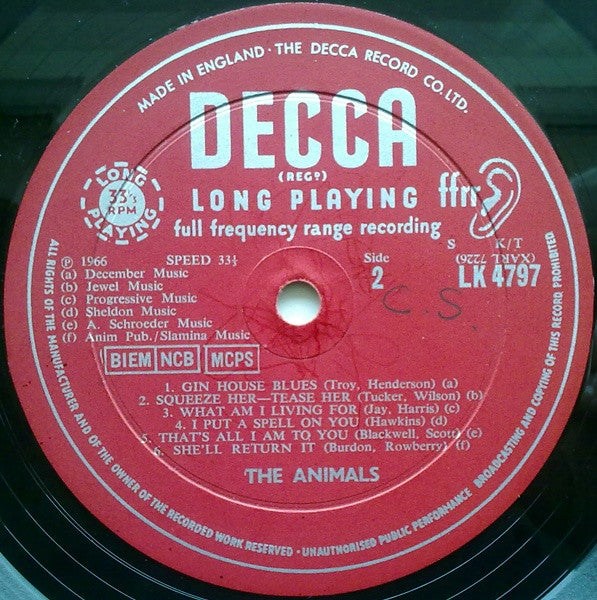 MADE IN ENGLAND · THE DECCA RECORD CO. LTD.
DECCA
(REGD)
LONG PLAYING
33⅓
RPM
LONG PLAYING ffrr
full frequency range recording
℗ 1966 SPEED 33⅓ Side
2
S T/K
(XARL 7229)
LK 4797
C.S.
(a) December Music
(b) Jewel Music
(c) Progressive Music
(d) Sheldon Music
(e) A. Schroeder Music
(f) Anim Pub./Slamina Music
BIEM NCB MCPS
1. GIN HOUSE BLUES (Troy, Henderson) (a)
2. SQUEEZE HER—TEASE HER (Tucker, Wilson) (b)
3. WHAT AM I LIVING FOR (Jay, Harris) (c)
4. I PUT A SPELL ON YOU (Hawkins) (d)
5. THAT'S ALL I AM TO YOU (Blackwell, Scott) (e)
6. SHE'LL RETURN IT (Burdon, Rowberry) (f)
THE ANIMALS
ALL RIGHTS OF THE MANUFACTURER AND OF THE OWNER OF THE RECORDED WORK RESERVED · UNAUTHORISED PUBLIC PERFORMANCE BROADCASTING AND COPYING OF THIS RECORD PROHIBITED.